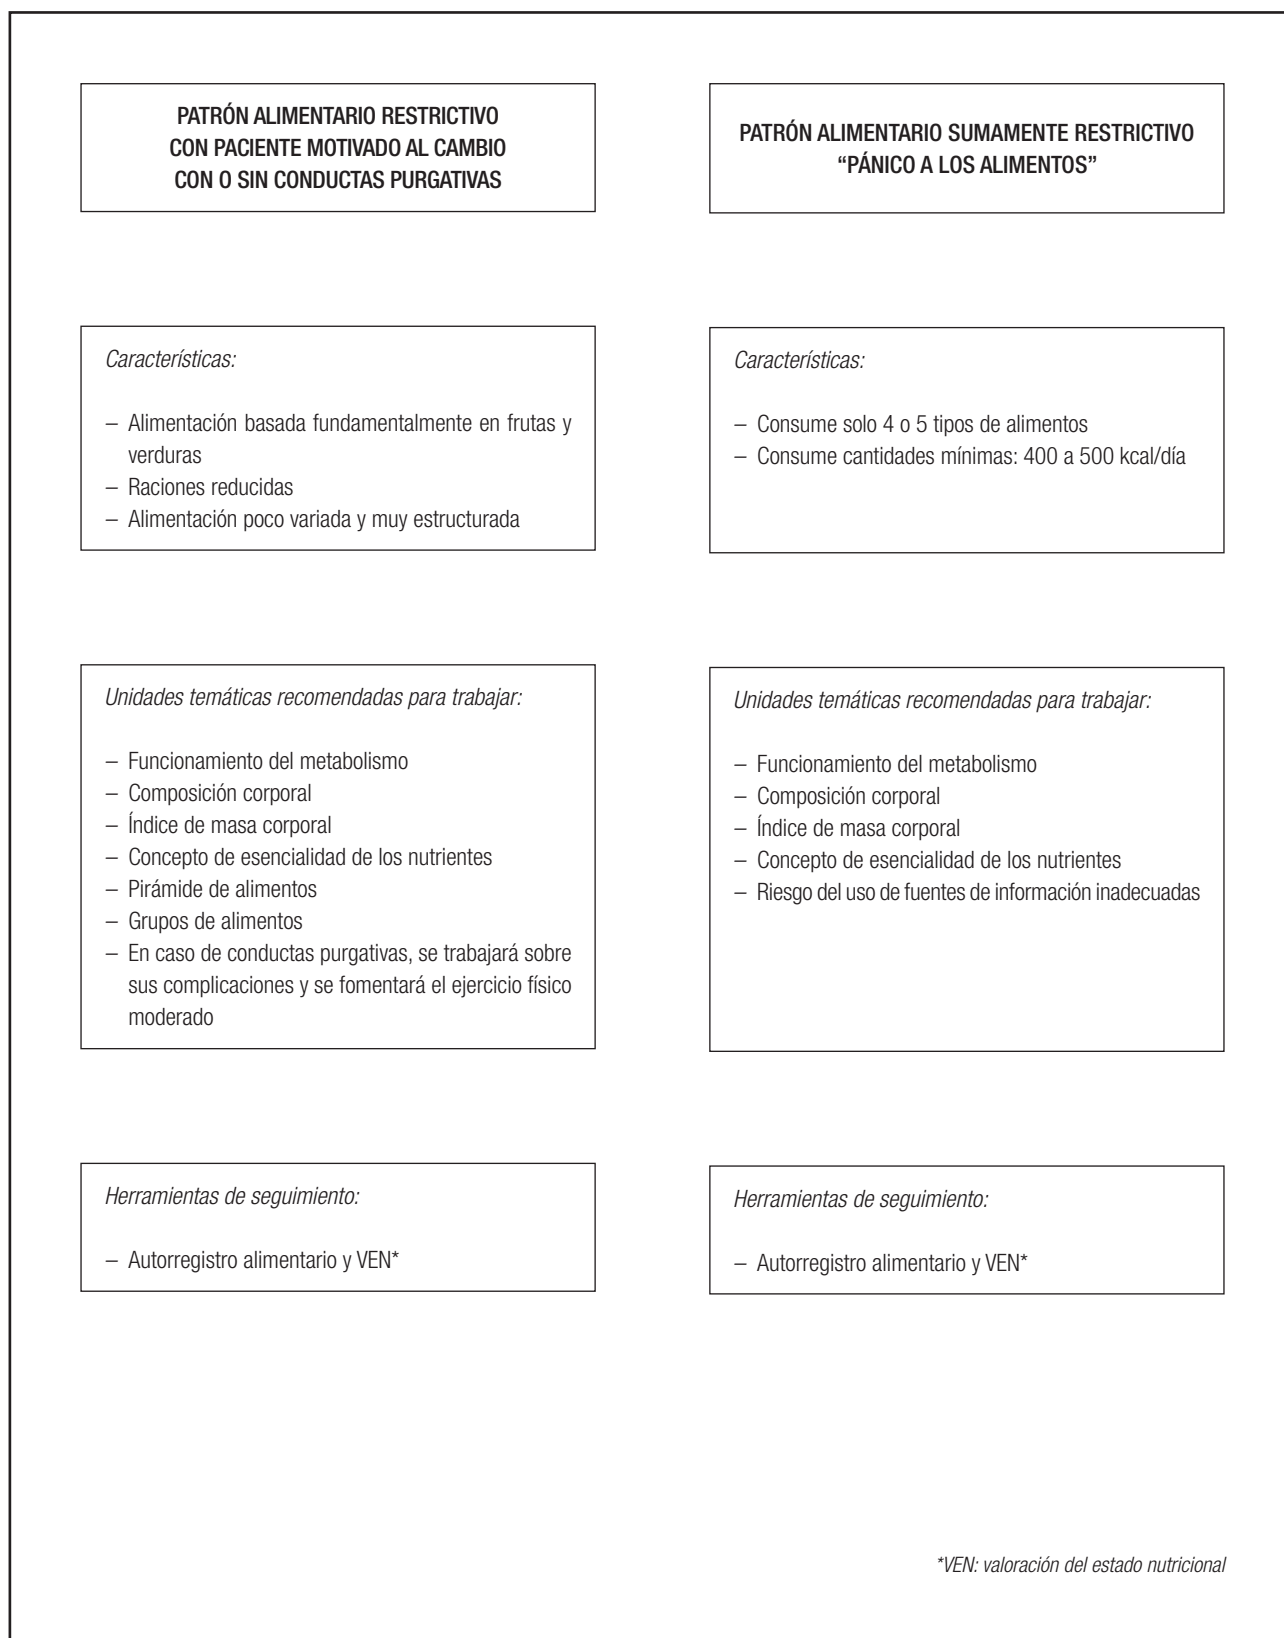 PATRÓN ALIMENTARIO RESTRICTIVO
CON PACIENTE MOTIVADO AL CAMBIO
CON O SIN CONDUCTAS PURGATIVAS
Características:
– Alimentación basada fundamentalmente en frutas y
verduras
– Raciones reducidas
– Alimentación poco variada y muy estructurada
Unidades temáticas recomendadas para trabajar:
– Funcionamiento del metabolismo
– Composición corporal
– Índice de masa corporal
– Concepto de esencialidad de los nutrientes
– Pirámide de alimentos
– Grupos de alimentos
– En caso de conductas purgativas, se trabajará sobre
sus complicaciones y se fomentará el ejercicio físico
moderado
Herramientas de seguimiento:
– Autorregistro alimentario y VEN*
PATRÓN ALIMENTARIO SUMAMENTE RESTRICTIVO
“PÁNICO A LOS ALIMENTOS”
Características:
– Consume solo 4 o 5 tipos de alimentos
– Consume cantidades mínimas: 400 a 500 kcal/día
Unidades temáticas recomendadas para trabajar:
– Funcionamiento del metabolismo
– Composición corporal
– Índice de masa corporal
– Concepto de esencialidad de los nutrientes
– Riesgo del uso de fuentes de información inadecuadas
Herramientas de seguimiento:
– Autorregistro alimentario y VEN*
*VEN: valoración del estado nutricional